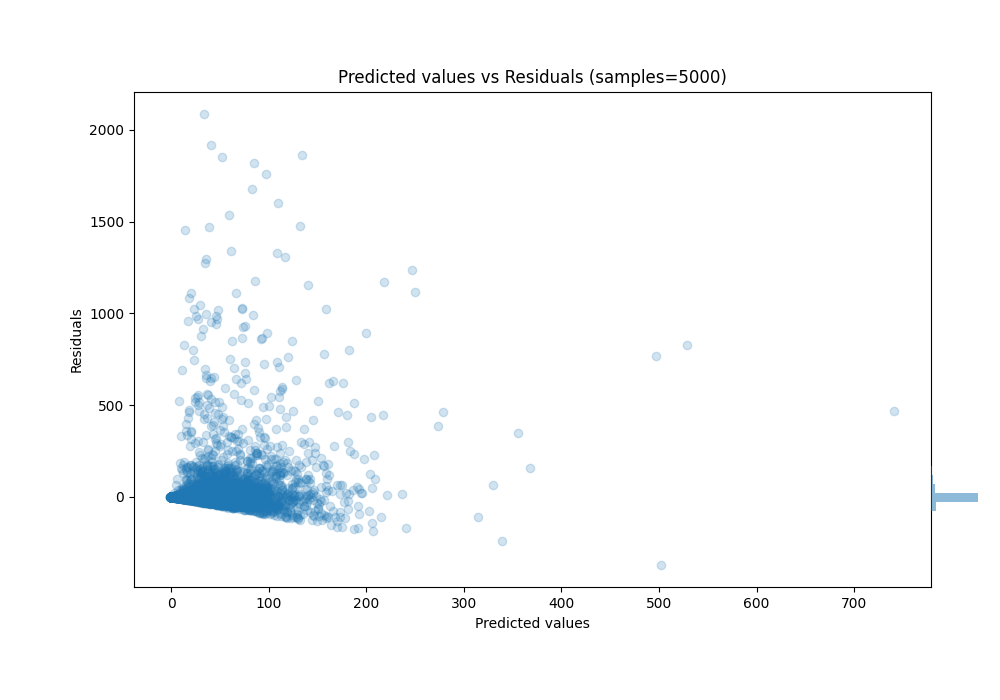 Predicted values vs Residuals (samples=5000)
2000
1500
1000
500
0
Residuals
0 100 200 300 400 500 600 700
Predicted values